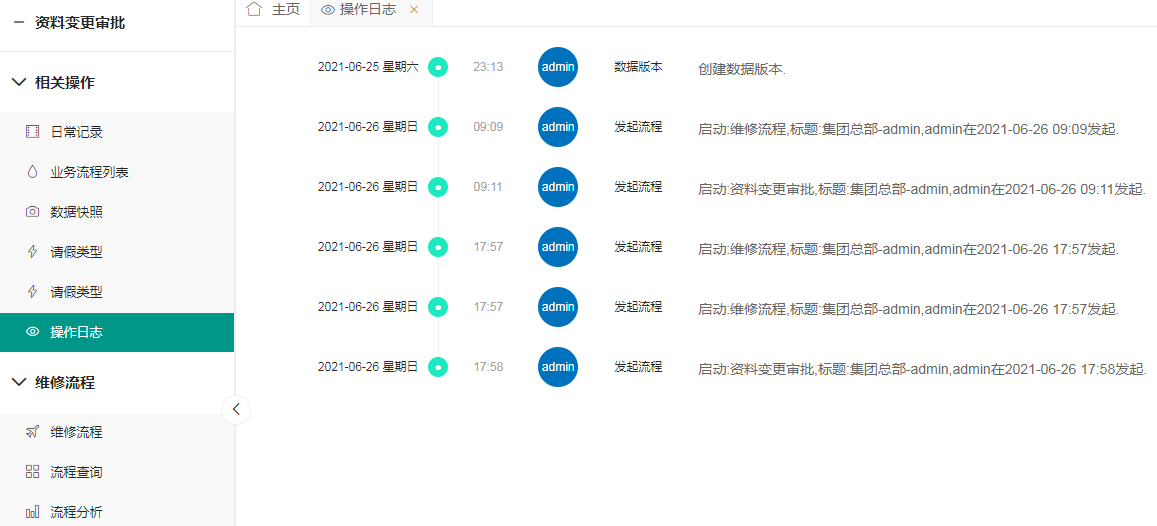 资料变更审批
相关操作
日常记录
业务流程列表
数据快照
请假类型
请假类型
操作日志
维修流程
维修流程
流程查询
流程分析
主页 操作日志 ×
2021-06-25 星期六 23:13 admin 数据版本 创建数据版本.
2021-06-26 星期日 09:09 admin 发起流程 启动:维修流程,标题:集团总部-admin,admin在2021-06-26 09:09发起.
2021-06-26 星期日 09:11 admin 发起流程 启动:资料变更审批,标题:集团总部-admin,admin在2021-06-26 09:11发起.
2021-06-26 星期日 17:57 admin 发起流程 启动:维修流程,标题:集团总部-admin,admin在2021-06-26 17:57发起.
2021-06-26 星期日 17:57 admin 发起流程 启动:维修流程,标题:集团总部-admin,admin在2021-06-26 17:57发起.
2021-06-26 星期日 17:58 admin 发起流程 启动:资料变更审批,标题:集团总部-admin,admin在2021-06-26 17:58发起.